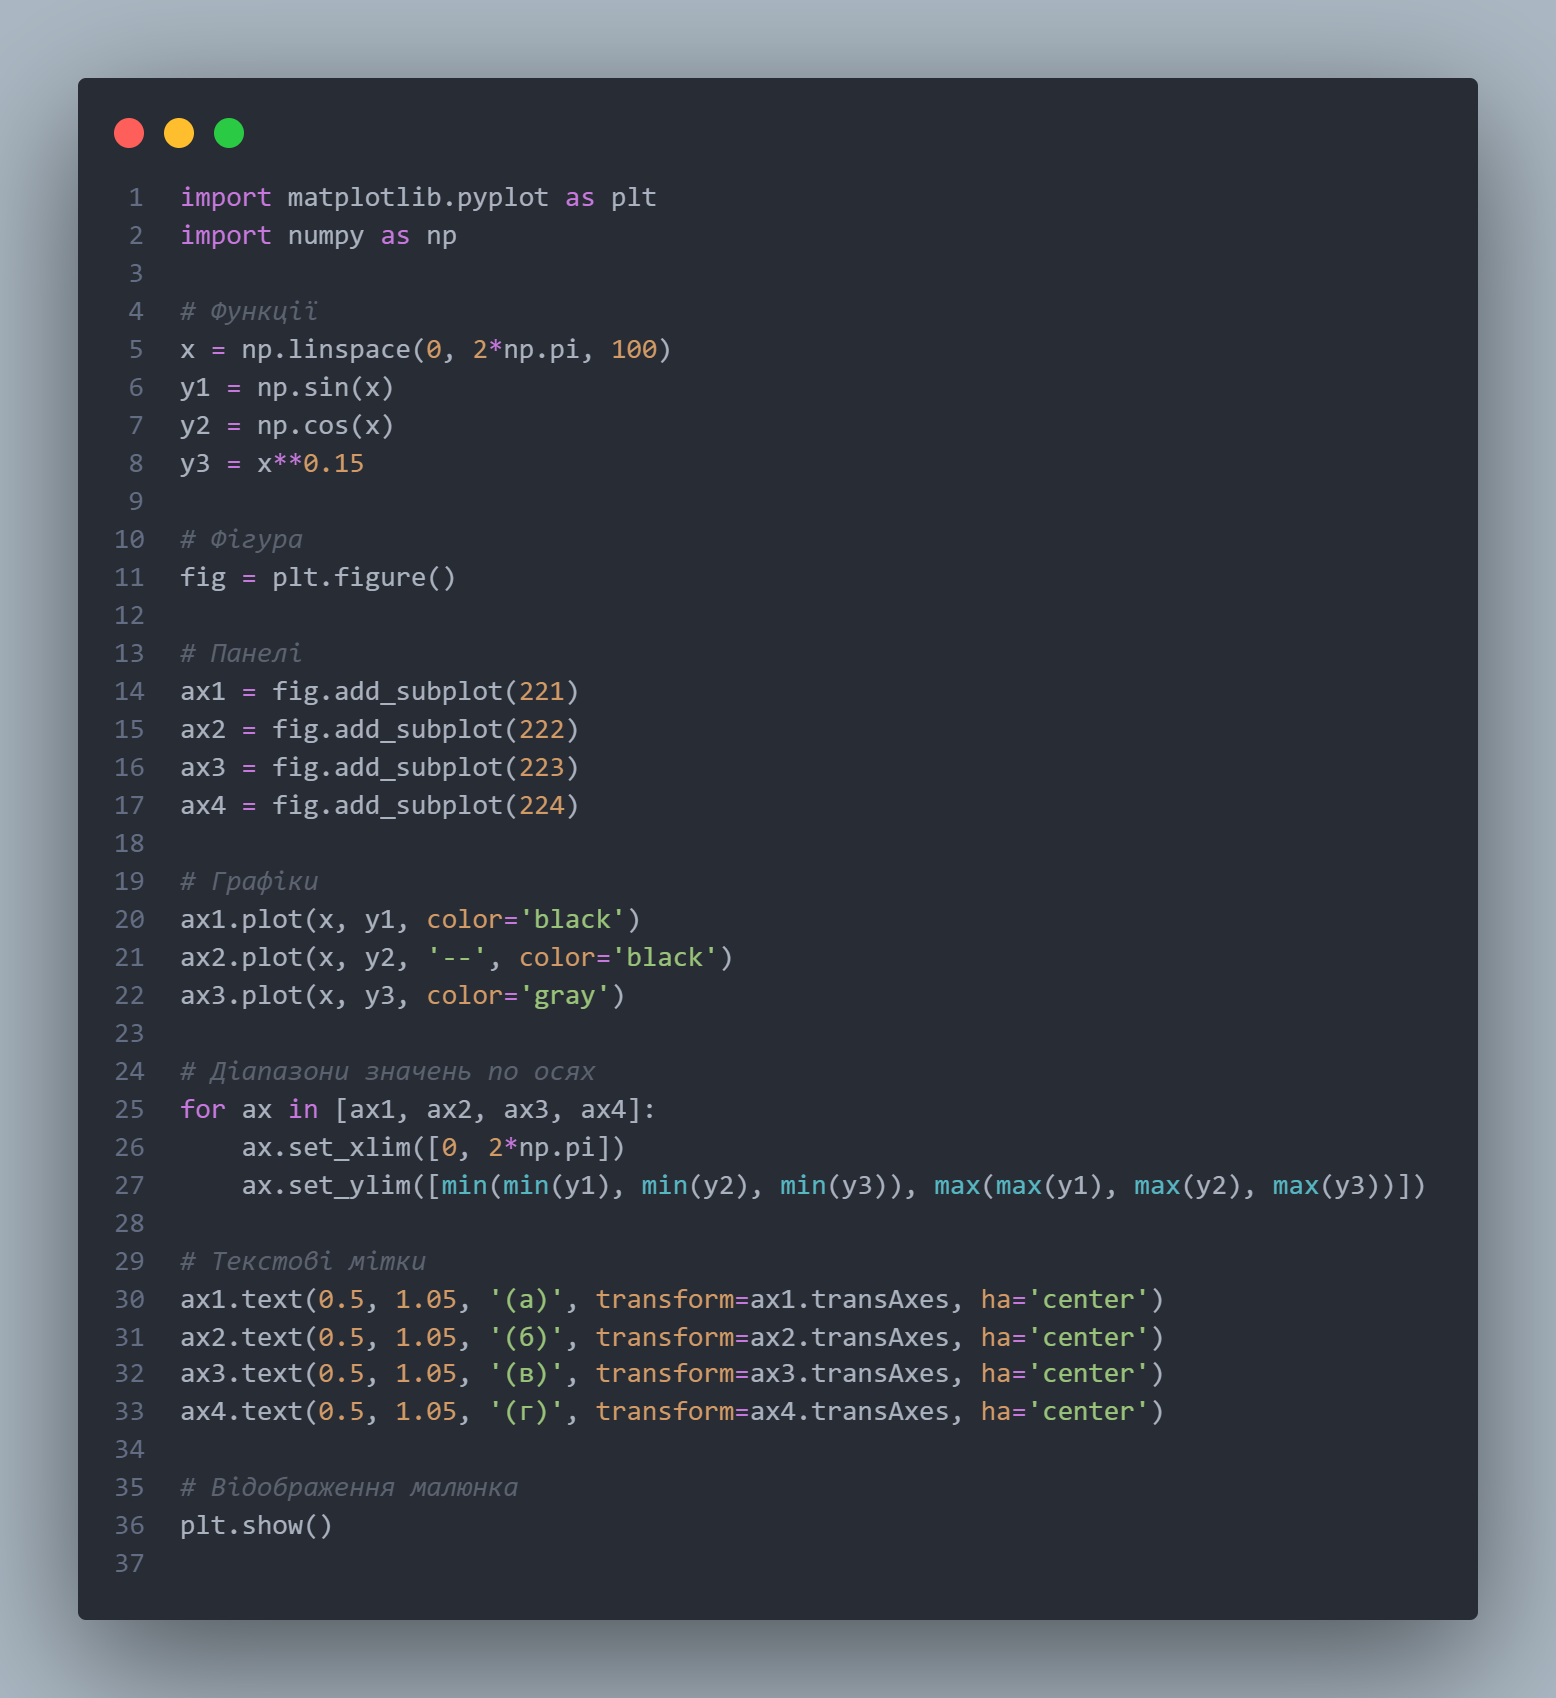 1 import matplotlib.pyplot as plt
2 import numpy as np
3
4 # Функції
5 x = np.linspace(0, 2*np.pi, 100)
6 y1 = np.sin(x)
7 y2 = np.cos(x)
8 y3 = x**0.15
9
10 # Фігура
11 fig = plt.figure()
12
13 # Панелі
14 ax1 = fig.add_subplot(221)
15 ax2 = fig.add_subplot(222)
16 ax3 = fig.add_subplot(223)
17 ax4 = fig.add_subplot(224)
18
19 # Графіки
20 ax1.plot(x, y1, color='black')
21 ax2.plot(x, y2, '--', color='black')
22 ax3.plot(x, y3, color='gray')
23
24 # Діапазони значень по осях
25 for ax in [ax1, ax2, ax3, ax4]:
26     ax.set_xlim([0, 2*np.pi])
27     ax.set_ylim([min(min(y1), min(y2), min(y3)), max(max(y1), max(y2), max(y3))])
28
29 # Текстові мітки
30 ax1.text(0.5, 1.05, '(а)', transform=ax1.transAxes, ha='center')
31 ax2.text(0.5, 1.05, '(б)', transform=ax2.transAxes, ha='center')
32 ax3.text(0.5, 1.05, '(в)', transform=ax3.transAxes, ha='center')
33 ax4.text(0.5, 1.05, '(г)', transform=ax4.transAxes, ha='center')
34
35 # Відображення малюнка
36 plt.show()
37